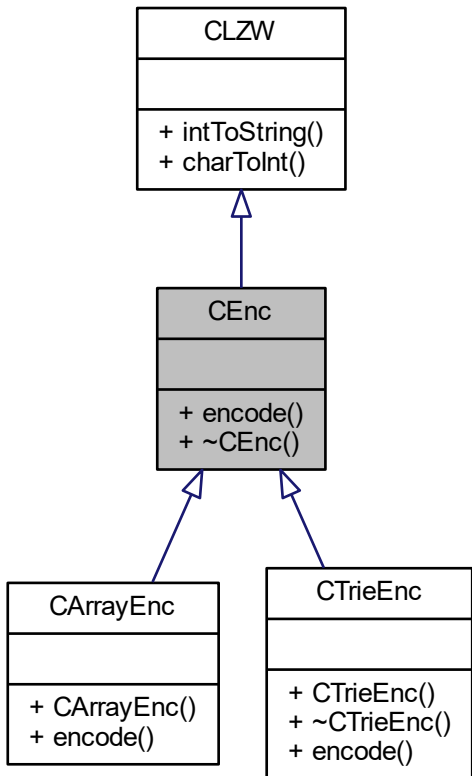 CLZW
+ intToString()
+ charToInt()
CEnc
+ encode()
+ ~CEnc()
CArrayEnc
+ CArrayEnc()
+ encode()
CTrieEnc
+ CTrieEnc()
+ ~CTrieEnc()
+ encode()